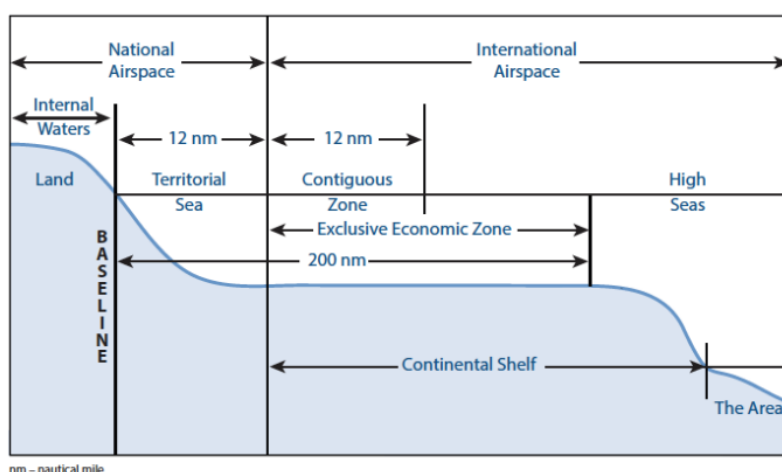 National
Airspace
International
Airspace
Internal
Waters
12 nm
12 nm
Land
Territorial
Sea
Contiguous
Zone
High
Seas
Exclusive Economic Zone
200 nm
BASELINE
Continental Shelf
The Area
nm – nautical mile